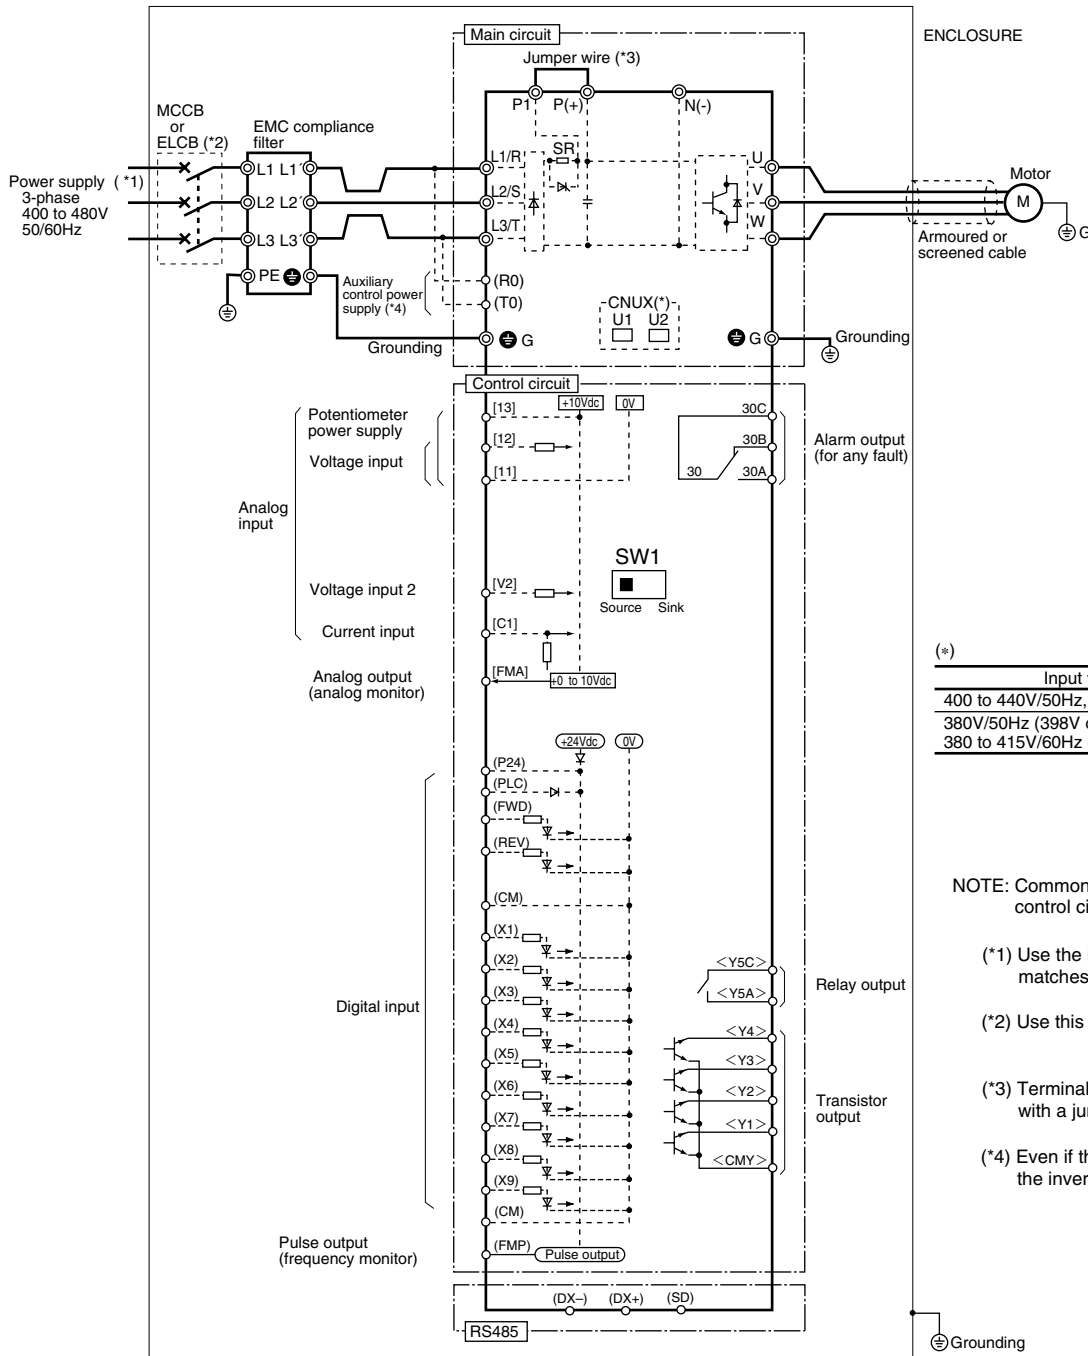 ENCLOSURE
Main circuit
Jumper wire (*3)
P1
P(+)
N(-)
MCCB
or
ELCB (*2)
EMC compliance
filter
Power supply (*1)
3-phase
400 to 480V
50/60Hz
L1 L1´
L2 L2´
L3 L3´
PE
L1/R
L2/S
L3/T
SR
U
V
W
Motor
M
G
Armoured or
screened cable
Auxiliary
control power
supply (*4)
(R0)
(T0)
CNUX(*)
U1 U2
G
G
Grounding
Grounding
Control circuit
Potentiometer
power supply
Voltage input
Analog
input
Voltage input 2
Current input
Analog output
(analog monitor)
[13]
[12]
[11]
[V2]
[C1]
[FMA]
+10Vdc
0V
+0 to 10Vdc
30C
30B
30
30A
Alarm output
(for any fault)
SW1
Source Sink
(*)
Input
400 to 440V/50Hz,
380V/50Hz (398V
380 to 415V/60Hz
+24Vdc
0V
(P24)
(PLC)
(FWD)
(REV)
(CM)
(X1)
(X2)
(X3)
(X4)
(X5)
(X6)
(X7)
(X8)
(X9)
(CM)
(FMP)
Pulse output
Digital input
Pulse output
(frequency monitor)
<Y5C>
<Y5A>
Relay output
<Y4>
<Y3>
<Y2>
<Y1>
<CMY>
Transistor
output
NOTE: Common
control ci
(*1) Use the
matches
(*2) Use this
(*3) Terminal
with a ju
(*4) Even if th
the inver
(DX–)
(DX+)
(SD)
RS485
Grounding